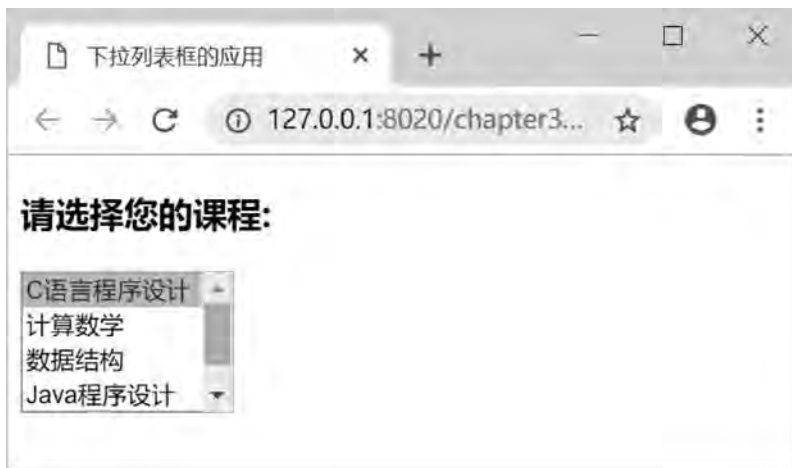 下拉列表框的应用
127.0.0.1:8020/chapter3...
请选择您的课程:
C语言程序设计
计算数学
数据结构
Java程序设计